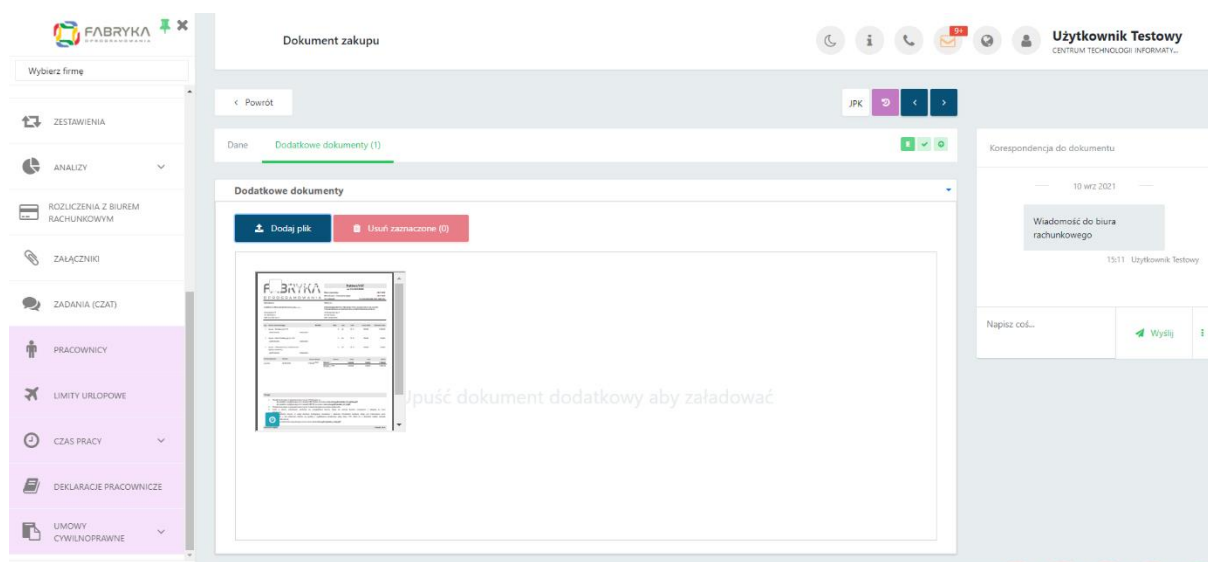 FABRYKA
OPROGRAMOWANIA
Wybierz firmę
ZESTAWIENIA
ANALIZY
ROZLICZENIA Z BIUREM
RACHUNKOWYM
ZAŁĄCZNIKI
ZADANIA (CZAT)
PRACOWNICY
LIMITY URLOPOWE
CZAS PRACY
DEKLARACJE PRACOWNICZE
UMOWY
CYWILNOPRAWNE
Dokument zakupu
9+
Użytkownik Testowy
CENTRUM TECHNOLOGII INFORMATY...
Powrót
JPK
Dane
Dodatkowe dokumenty (1)
Dodatkowe dokumenty
Dodaj plik
Usuń zaznaczone (0)
FABRYKA
OPROGRAMOWANIA
Upuść dokument dodatkowy aby załadować
Korespondencja do dokumentu
10 wrz 2021
Wiadomość do biura
rachunkowego
15:11 Użytkownik Testowy
Napisz coś...
Wyślij